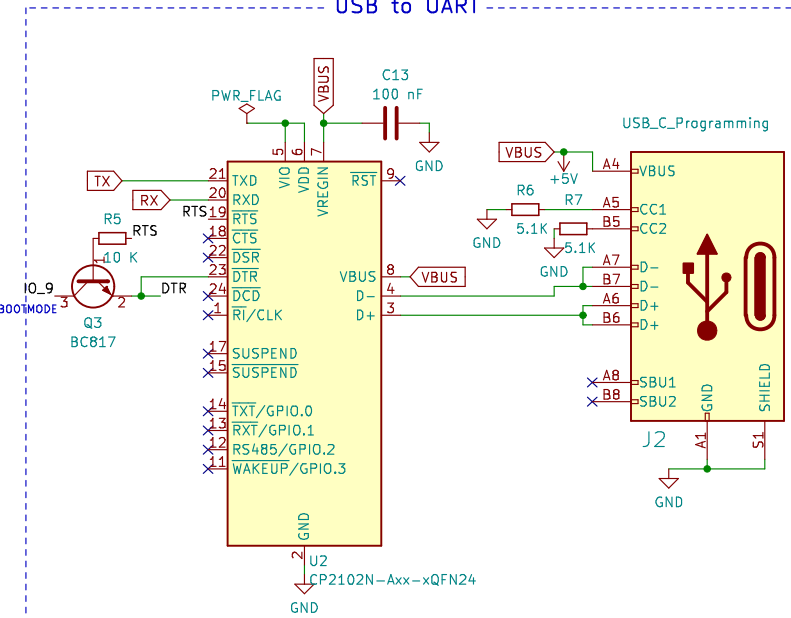 USB to UART
PWR_FLAG
VBUS
C13
100 nF
GND
5
6
7
VIO
VDD
VREGIN
TX
21 TXD
RX
20 RXD
RTS 19 RTS
18 CTS
22 DSR
23 DTR
24 DCD
1 RI/CLK
17 SUSPEND
15 SUSPEND
14 TXT/GPIO.0
13 RXT/GPIO.1
12 RS485/GPIO.2
11 WAKEUP/GPIO.3
RST 9
VBUS 8 VBUS
D- 4
D+ 3
GND
2
U2
CP2102N-Axx-xQFN24
GND
R5
RTS
10 K
1
IO_9
3
2
DTR
BOOTMODE
Q3
BC817
USB_C_Programming
VBUS
+5V
A4 VBUS
R6
R7
A5 CC1
B5 CC2
5.1K
5.1K
GND
GND
A7 D-
B7 D-
A6 D+
B6 D+
A8 SBU1
B8 SBU2
GND
SHIELD
J2
A1
S1
GND